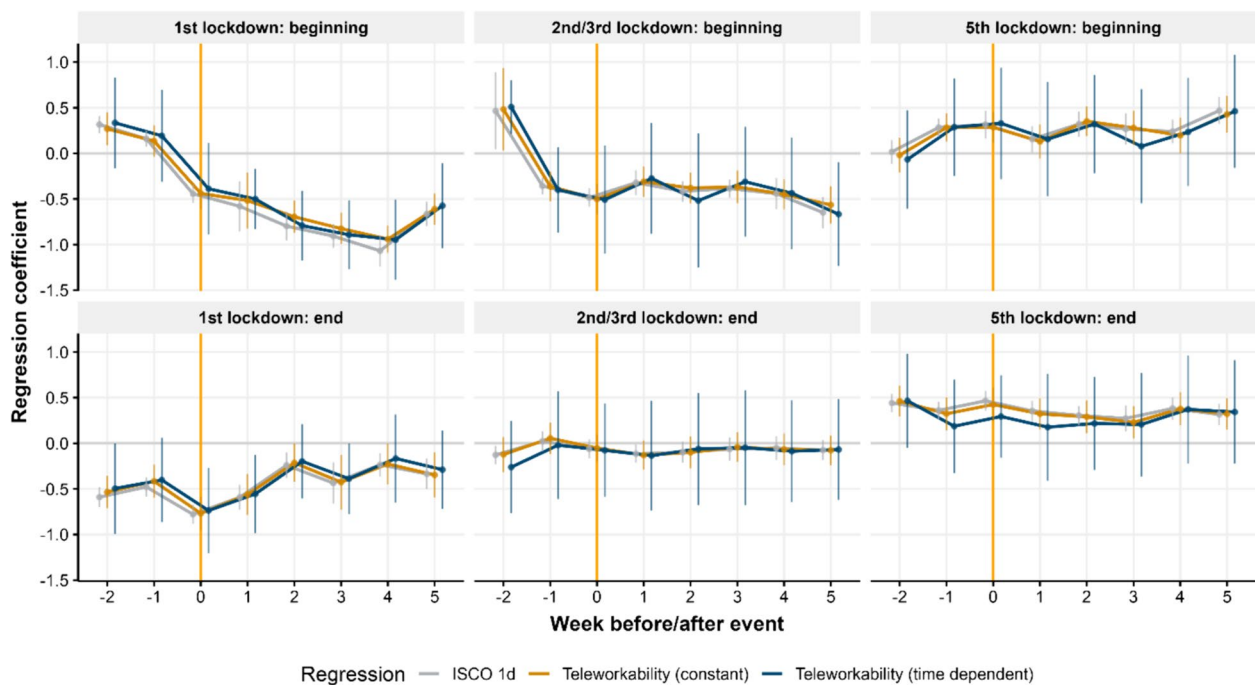 1st lockdown: beginning 2nd/3rd lockdown: beginning 5th lockdown: beginning
1.0
0.5
0.0
-0.5
-1.0
-1.5
1st lockdown: end 2nd/3rd lockdown: end 5th lockdown: end
1.0
0.5
0.0
-0.5
-1.0
-1.5
Regression coefficient
-2 -1 0 1 2 3 4 5 -2 -1 0 1 2 3 4 5 -2 -1 0 1 2 3 4 5
Week before/after event
Regression ISCO 1d Teleworkability (constant) Teleworkability (time dependent)